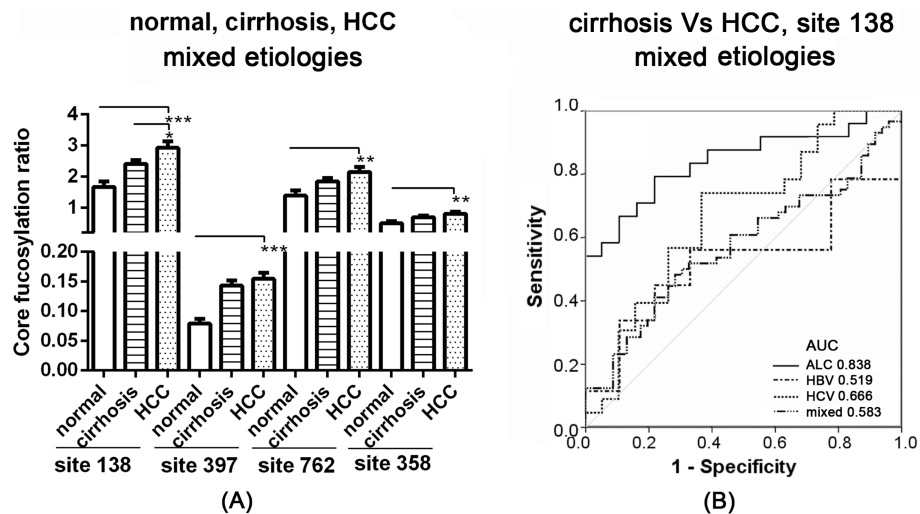 normal, cirrhosis, HCC
mixed etiologies
Core fucosylation ratio
4
3
2
1
0.20
0.15
0.10
0.05
0.00
***
*
***
**
**
normal
cirrhosis
HCC
normal
cirrhosis
HCC
normal
cirrhosis
HCC
normal
cirrhosis
HCC
site 138
site 397
site 762
site 358
(A)
cirrhosis Vs HCC, site 138
mixed etiologies
Sensitivity
1.0
0.8
0.6
0.4
0.2
0.0
AUC
ALC 0.838
HBV 0.519
HCV 0.666
mixed 0.583
0.0 0.2 0.4 0.6 0.8 1.0
1 - Specificity
(B)